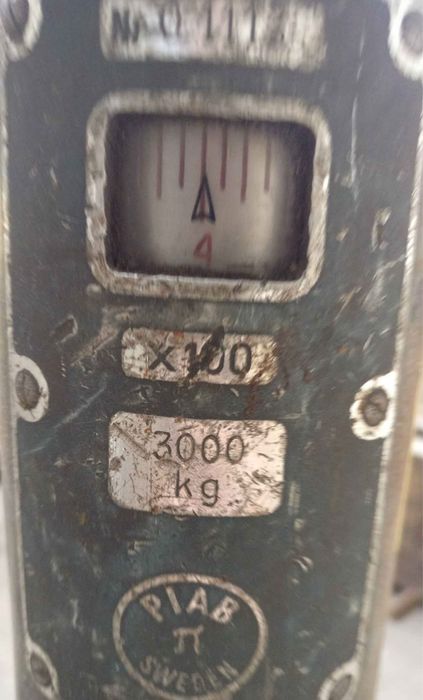 4
X100
3000
kg
PIAB
π
SWEDEN